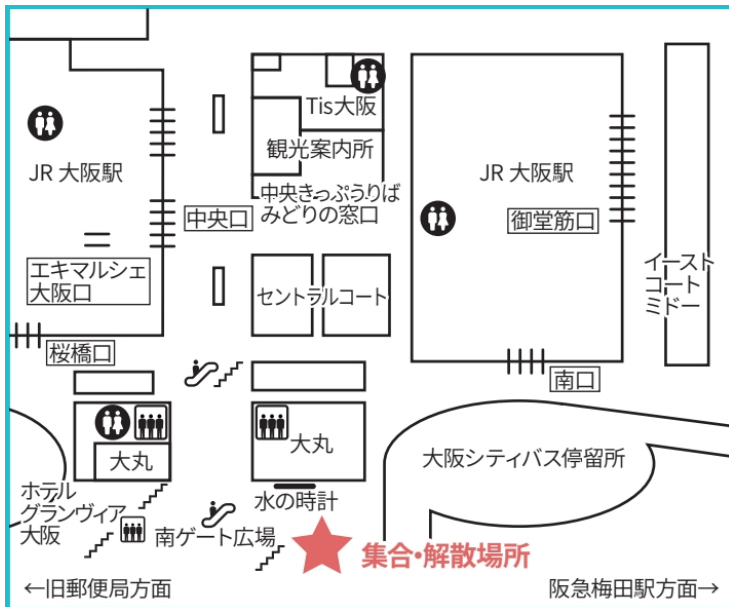 Tis大阪
観光案内所
JR 大阪駅
JR 大阪駅
中央きっぷうりば
みどりの窓口
中央口
御堂筋口
エキマルシェ
大阪口
イースト
コート
ミドー
セントラルコート
桜橋口
南口
大丸
大丸
大阪シティバス停留所
ホテル
グランヴィア
大阪
水の時計
南ゲート広場
集合・解散場所
←旧郵便局方面
阪急梅田駅方面→